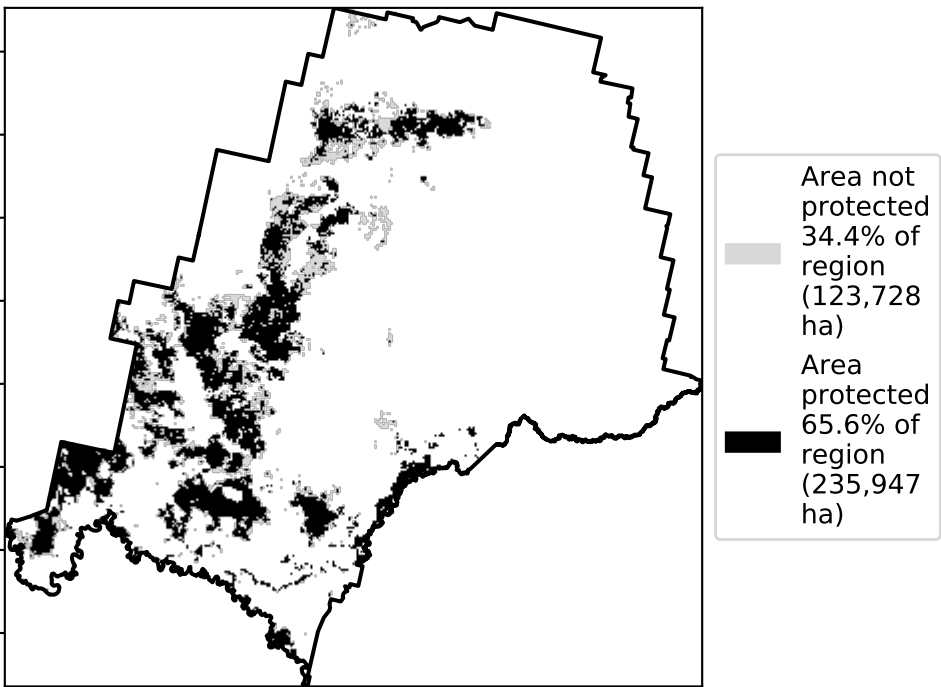 Area not
protected
34.4% of
region
(123,728
ha)
Area
protected
65.6% of
region
(235,947
ha)